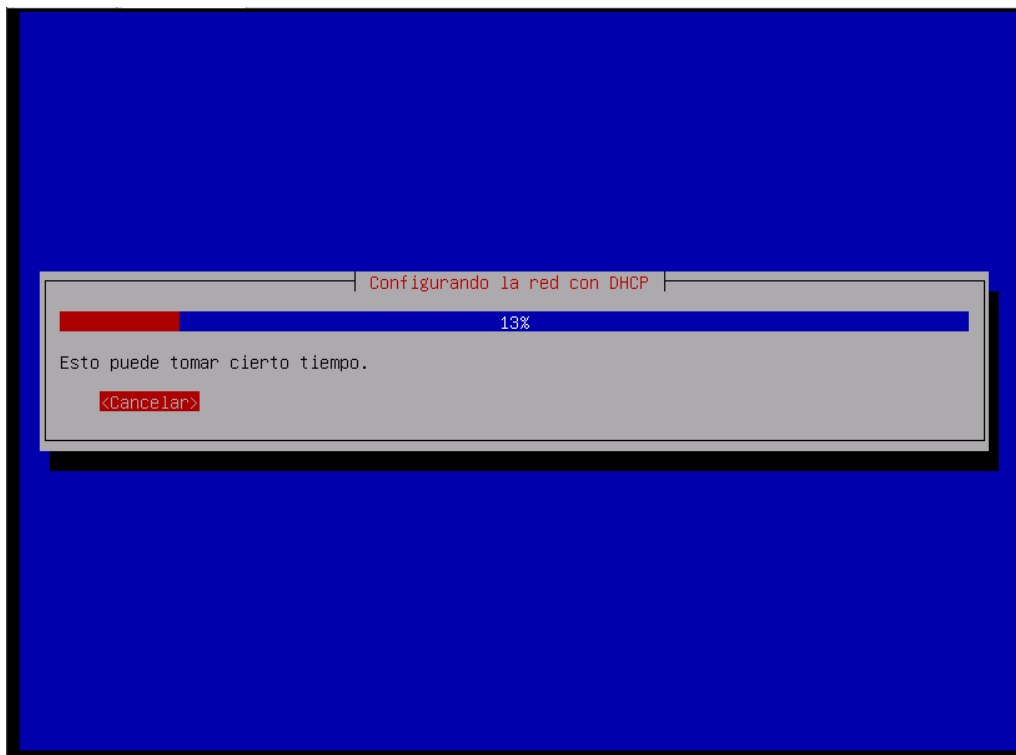 Configurando la red con DHCP
13%
Esto puede tomar cierto tiempo.
<Cancelar>